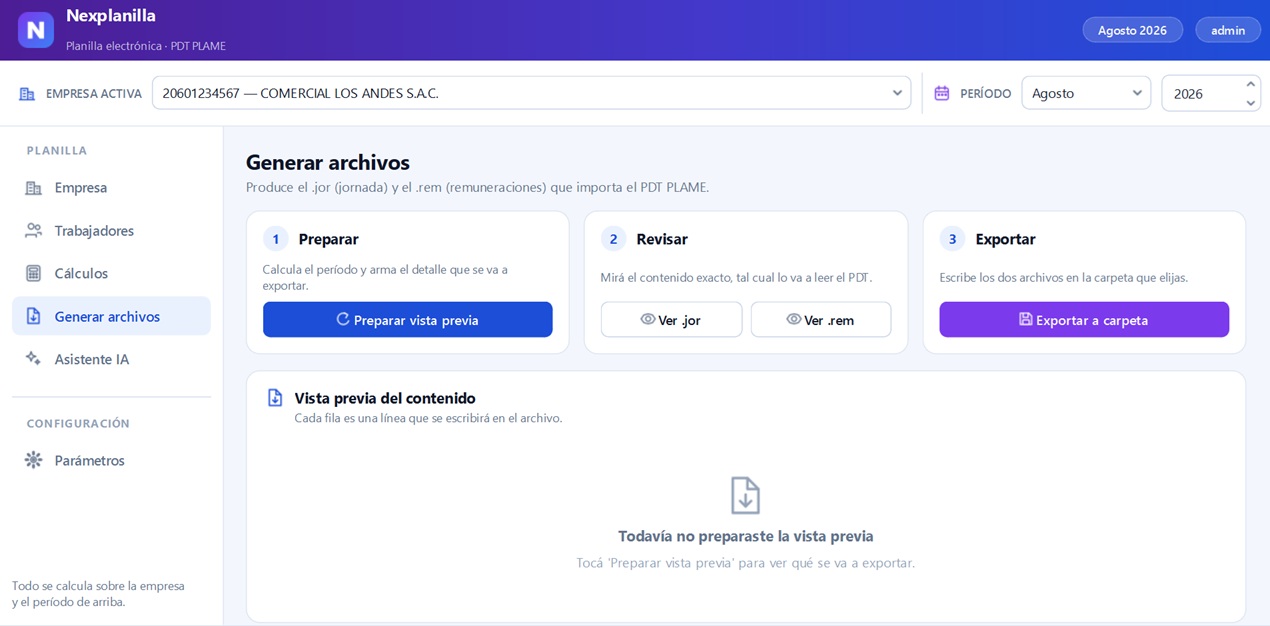 N
Nexplanilla
Planilla electrónica · PDT PLAME
Agosto 2026
admin
EMPRESA ACTIVA
20601234567 — COMERCIAL LOS ANDES S.A.C.
PERÍODO
Agosto
2026
PLANILLA
Empresa
Trabajadores
Cálculos
Generar archivos
Asistente IA
CONFIGURACIÓN
Parámetros
Todo se calcula sobre la empresa
y el período de arriba.
Generar archivos
Produce el .jor (jornada) y el .rem (remuneraciones) que importa el PDT PLAME.
1 Preparar
Calcula el período y arma el detalle que se va a
exportar.
Preparar vista previa
2 Revisar
Mirá el contenido exacto, tal cual lo va a leer el PDT.
Ver .jor
Ver .rem
3 Exportar
Escribe los dos archivos en la carpeta que elijas.
Exportar a carpeta
Vista previa del contenido
Cada fila es una línea que se escribirá en el archivo.
Todavía no preparaste la vista previa
Tocá 'Preparar vista previa' para ver qué se va a exportar.